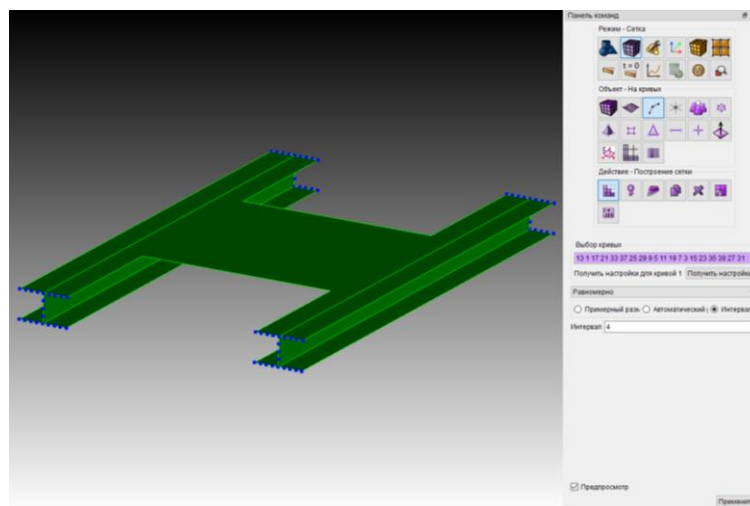 Панель команд
Режим - Сетка
t = 0
Объект - На кривых
Действие - Построение сетки
Выбор кривых
13 1 17 21 33 37 25 29 9 5 11 19 7 3 15 23 35 39 27 31
Получить настройки для кривой 1 Получить настройк
Равномерно
Примерный разм Автоматический Интервал
Интервал 4
Предпросмотр
Применит